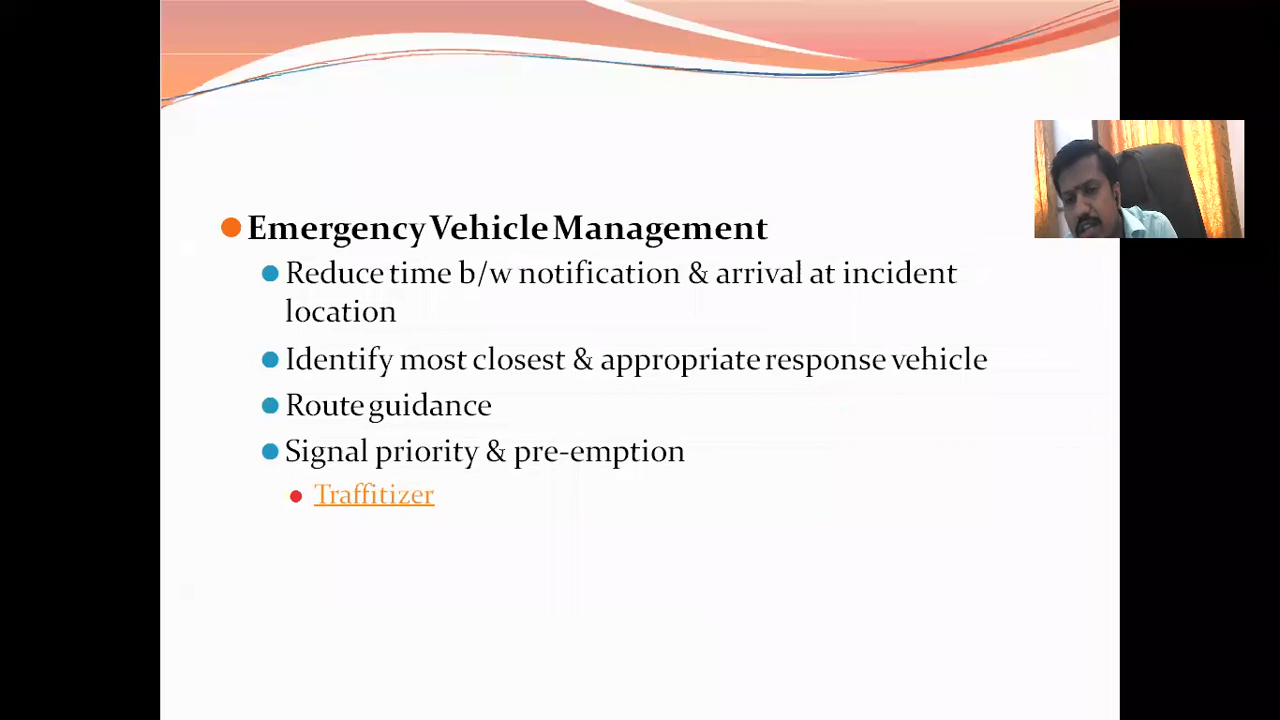 Emergency Vehicle Management
Reduce time b/w notification & arrival at incident
location
Identify most closest & appropriate response vehicle
Route guidance
Signal priority & pre-emption
Traffitizer